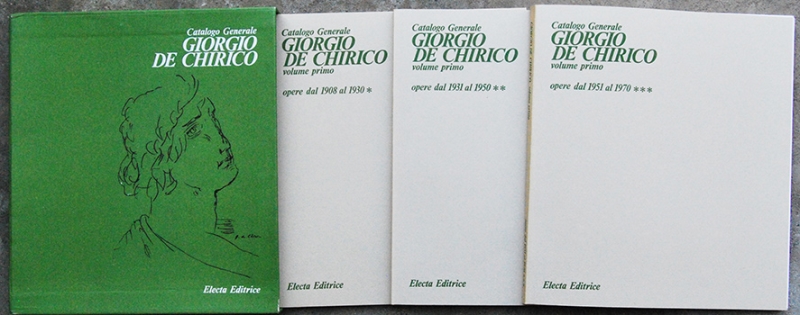 Catalogo Generale
GIORGIO
DE CHIRICO
Electa Editrice
Catalogo Generale
GIORGIO
DE CHIRICO
volume primo
opere dal 1908 al 1930 *
Electa Editrice
Catalogo Generale
GIORGIO
DE CHIRICO
volume primo
opere dal 1931 al 1950 **
Electa Editrice
Catalogo Generale
GIORGIO
DE CHIRICO
volume primo
opere dal 1951 al 1970 ***
Electa Editrice